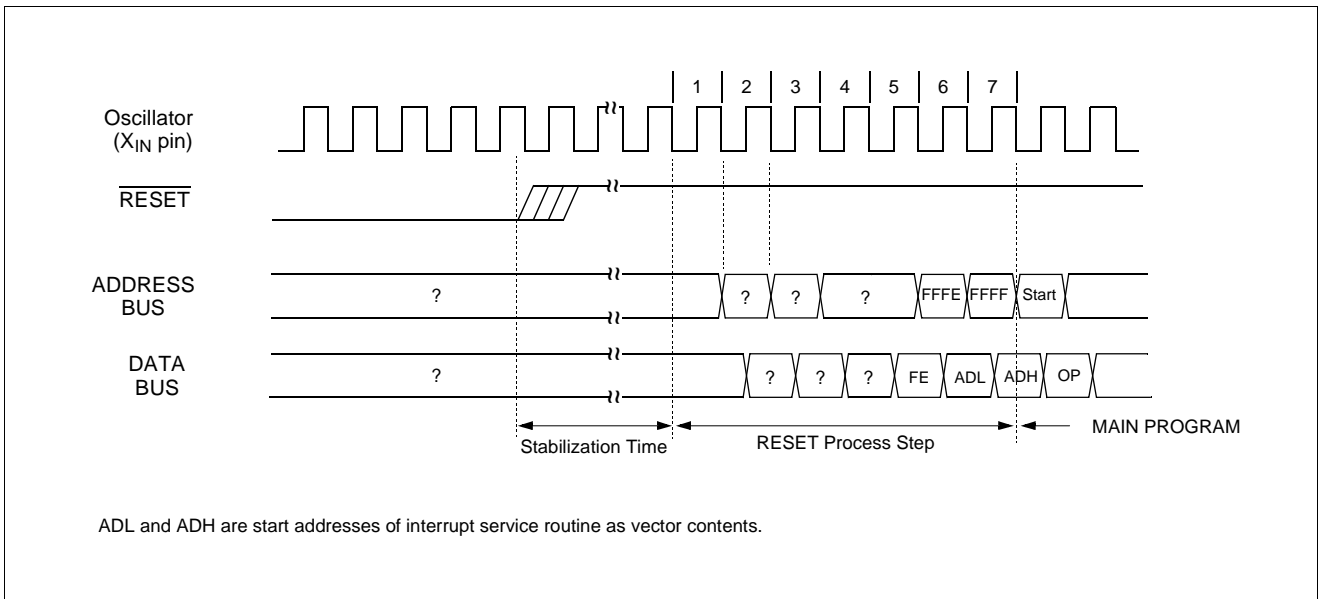 1 2 3 4 5 6 7
Oscillator
(XIN pin)
RESET
ADDRESS
BUS
? ? ? ? FFFE FFFF Start
DATA
BUS
? ? ? ? FE ADL ADH OP
Stabilization Time
RESET Process Step
MAIN PROGRAM
ADL and ADH are start addresses of interrupt service routine as vector contents.